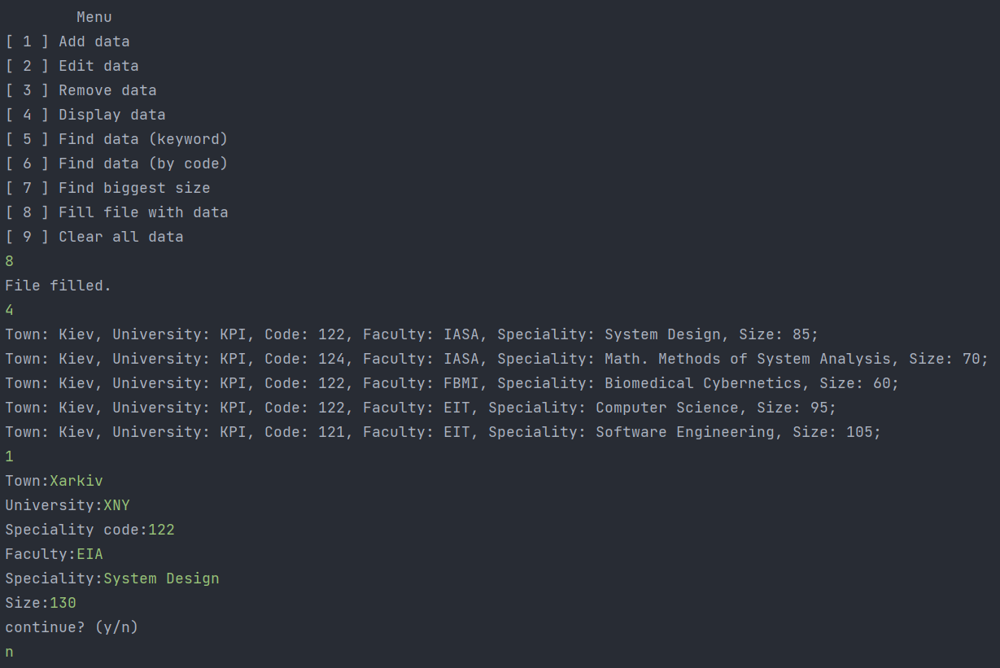 Menu
[ 1 ] Add data
[ 2 ] Edit data
[ 3 ] Remove data
[ 4 ] Display data
[ 5 ] Find data (keyword)
[ 6 ] Find data (by code)
[ 7 ] Find biggest size
[ 8 ] Fill file with data
[ 9 ] Clear all data
8
File filled.
4
Town: Kiev, University: KPI, Code: 122, Faculty: IASA, Speciality: System Design, Size: 85;
Town: Kiev, University: KPI, Code: 124, Faculty: IASA, Speciality: Math. Methods of System Analysis, Size: 70;
Town: Kiev, University: KPI, Code: 122, Faculty: FBMI, Speciality: Biomedical Cybernetics, Size: 60;
Town: Kiev, University: KPI, Code: 122, Faculty: EIT, Speciality: Computer Science, Size: 95;
Town: Kiev, University: KPI, Code: 121, Faculty: EIT, Speciality: Software Engineering, Size: 105;
1
Town:Xarkiv
University:XNY
Speciality code:122
Faculty:EIA
Speciality:System Design
Size:130
continue? (y/n)
n